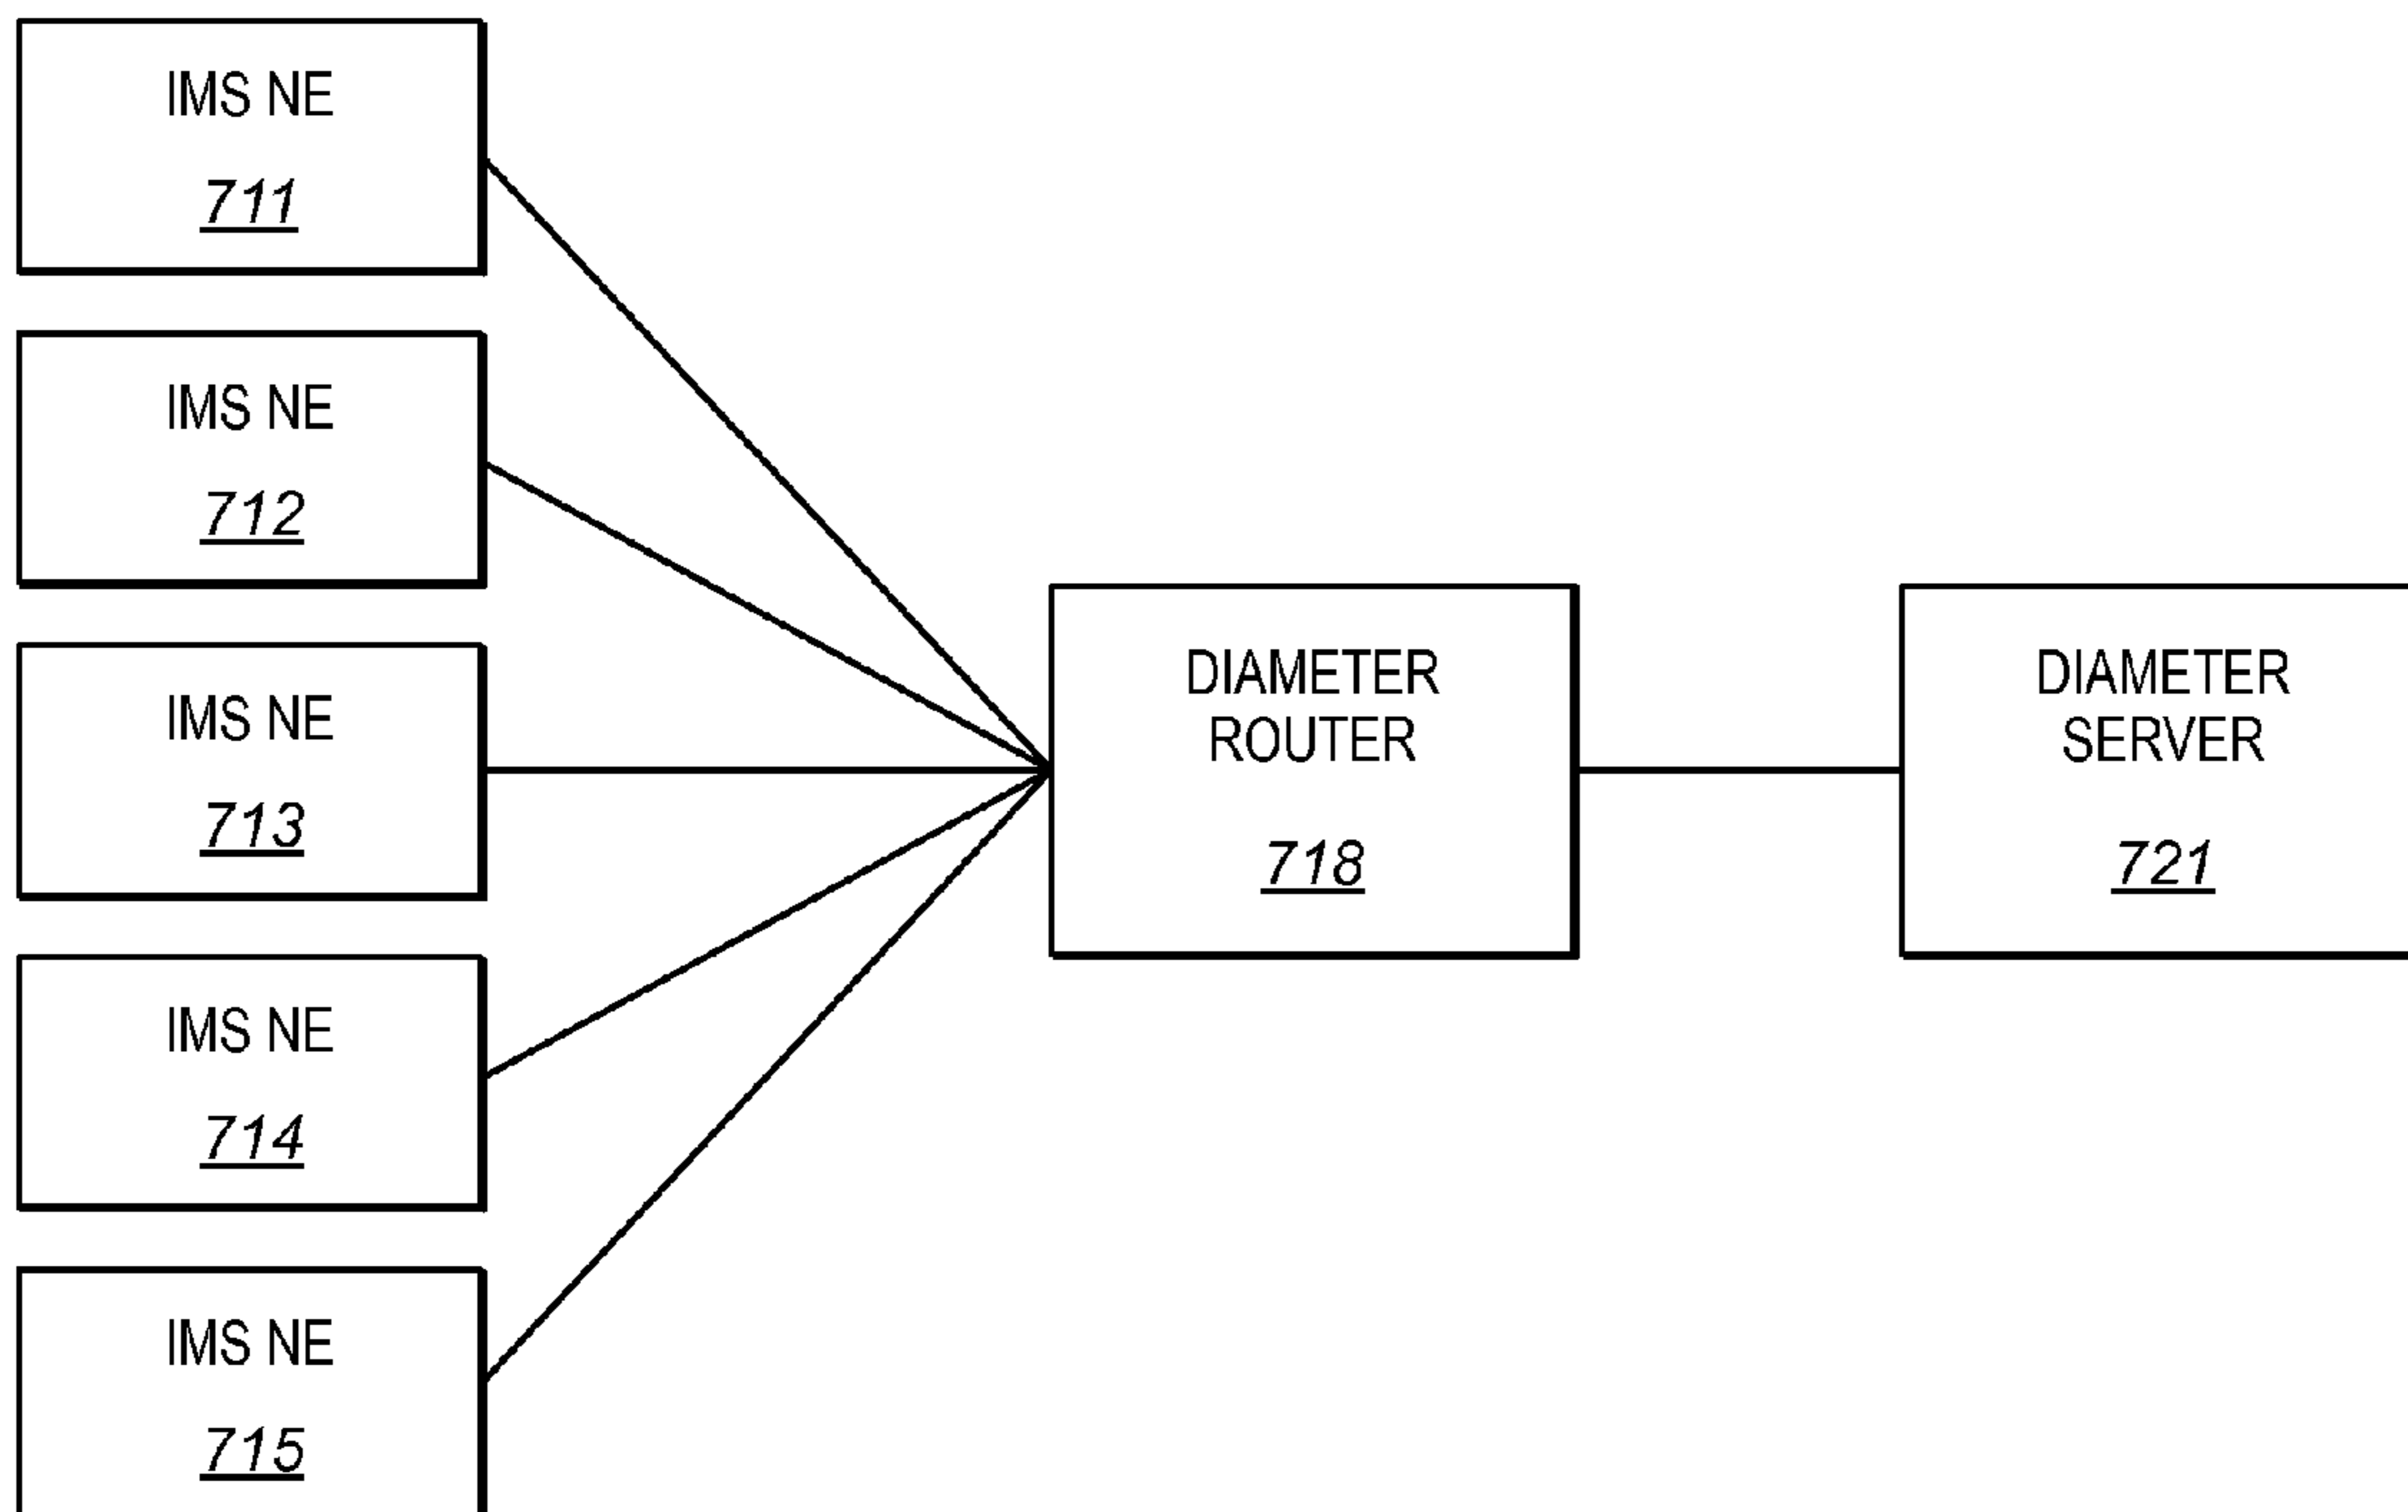 IMS NE
711
IMS NE
712
IMS NE
713
IMS NE
714
IMS NE
715
DIAMETER
ROUTER
718
DIAMETER
SERVER
721